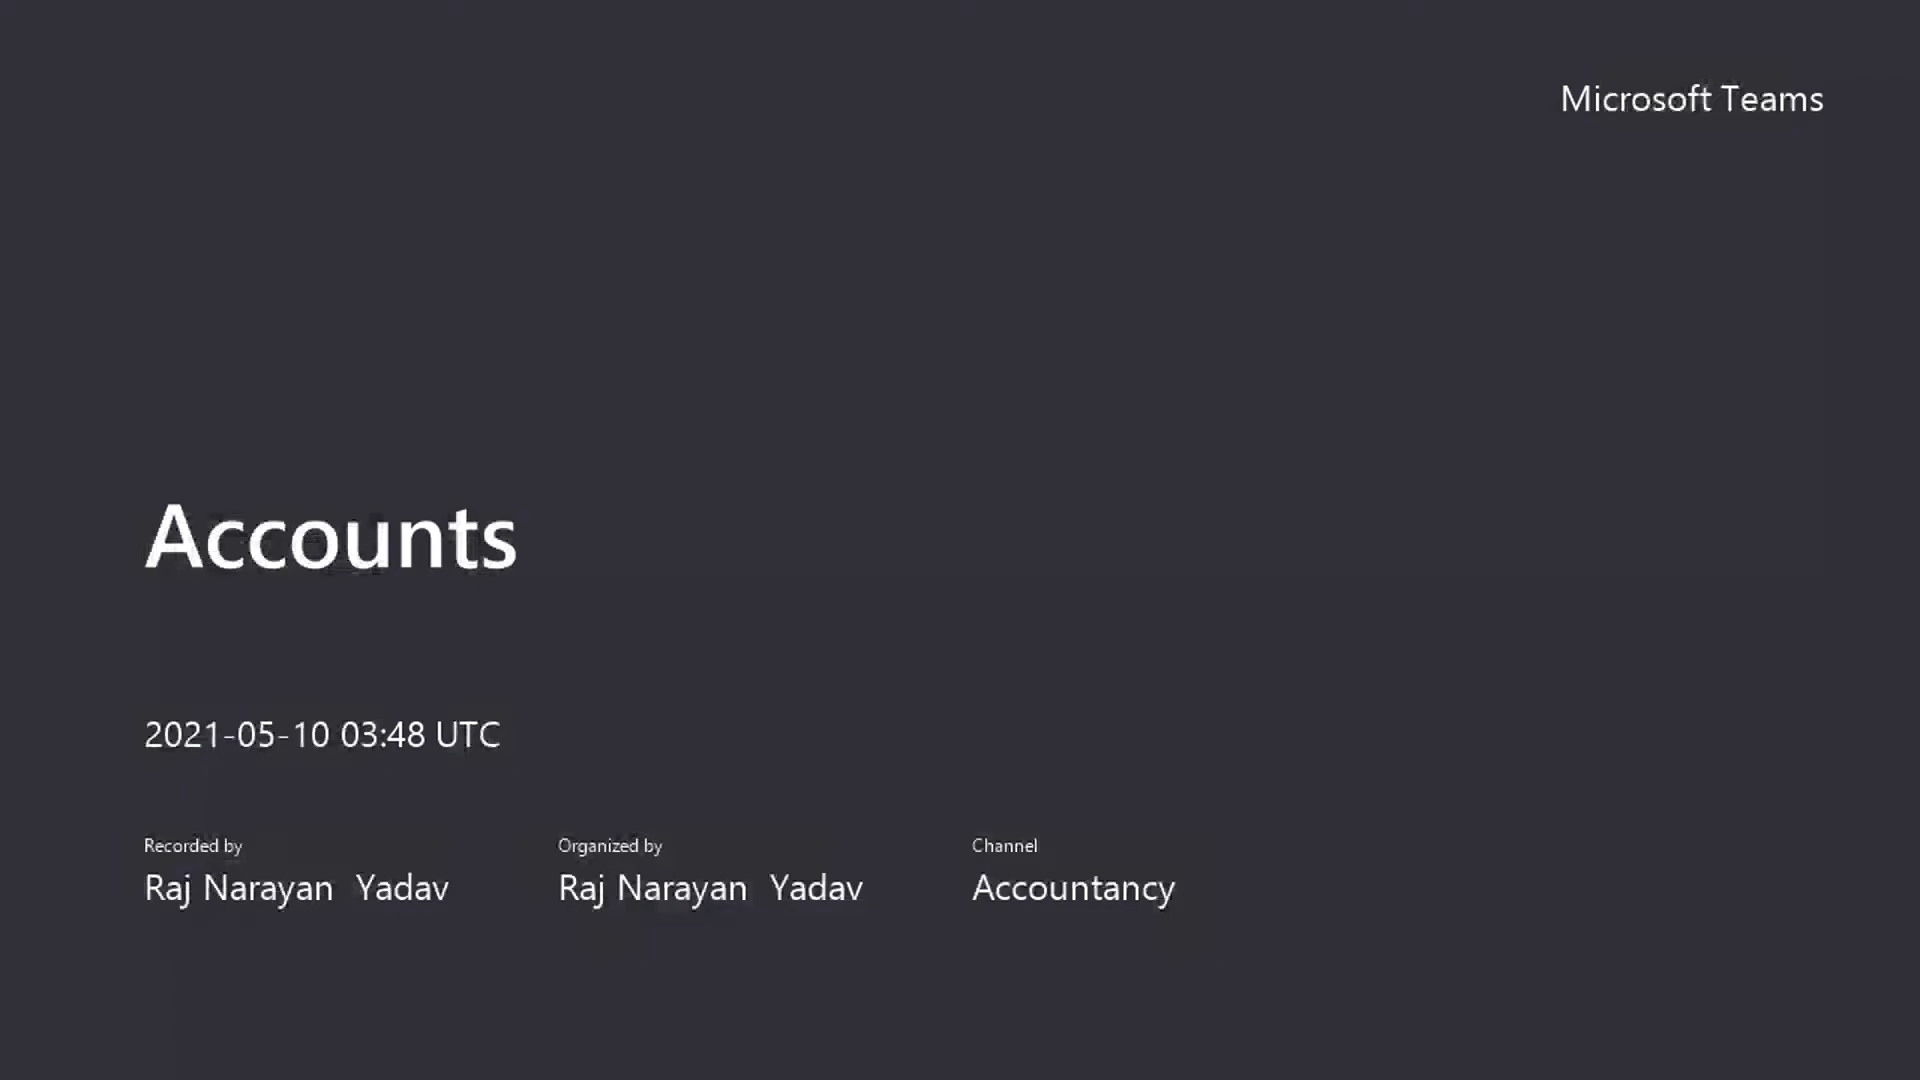 Microsoft Teams
Accounts
2021-05-10 03:48 UTC
Recorded by
Raj Narayan  Yadav
Organized by
Raj Narayan  Yadav
Channel
Accountancy